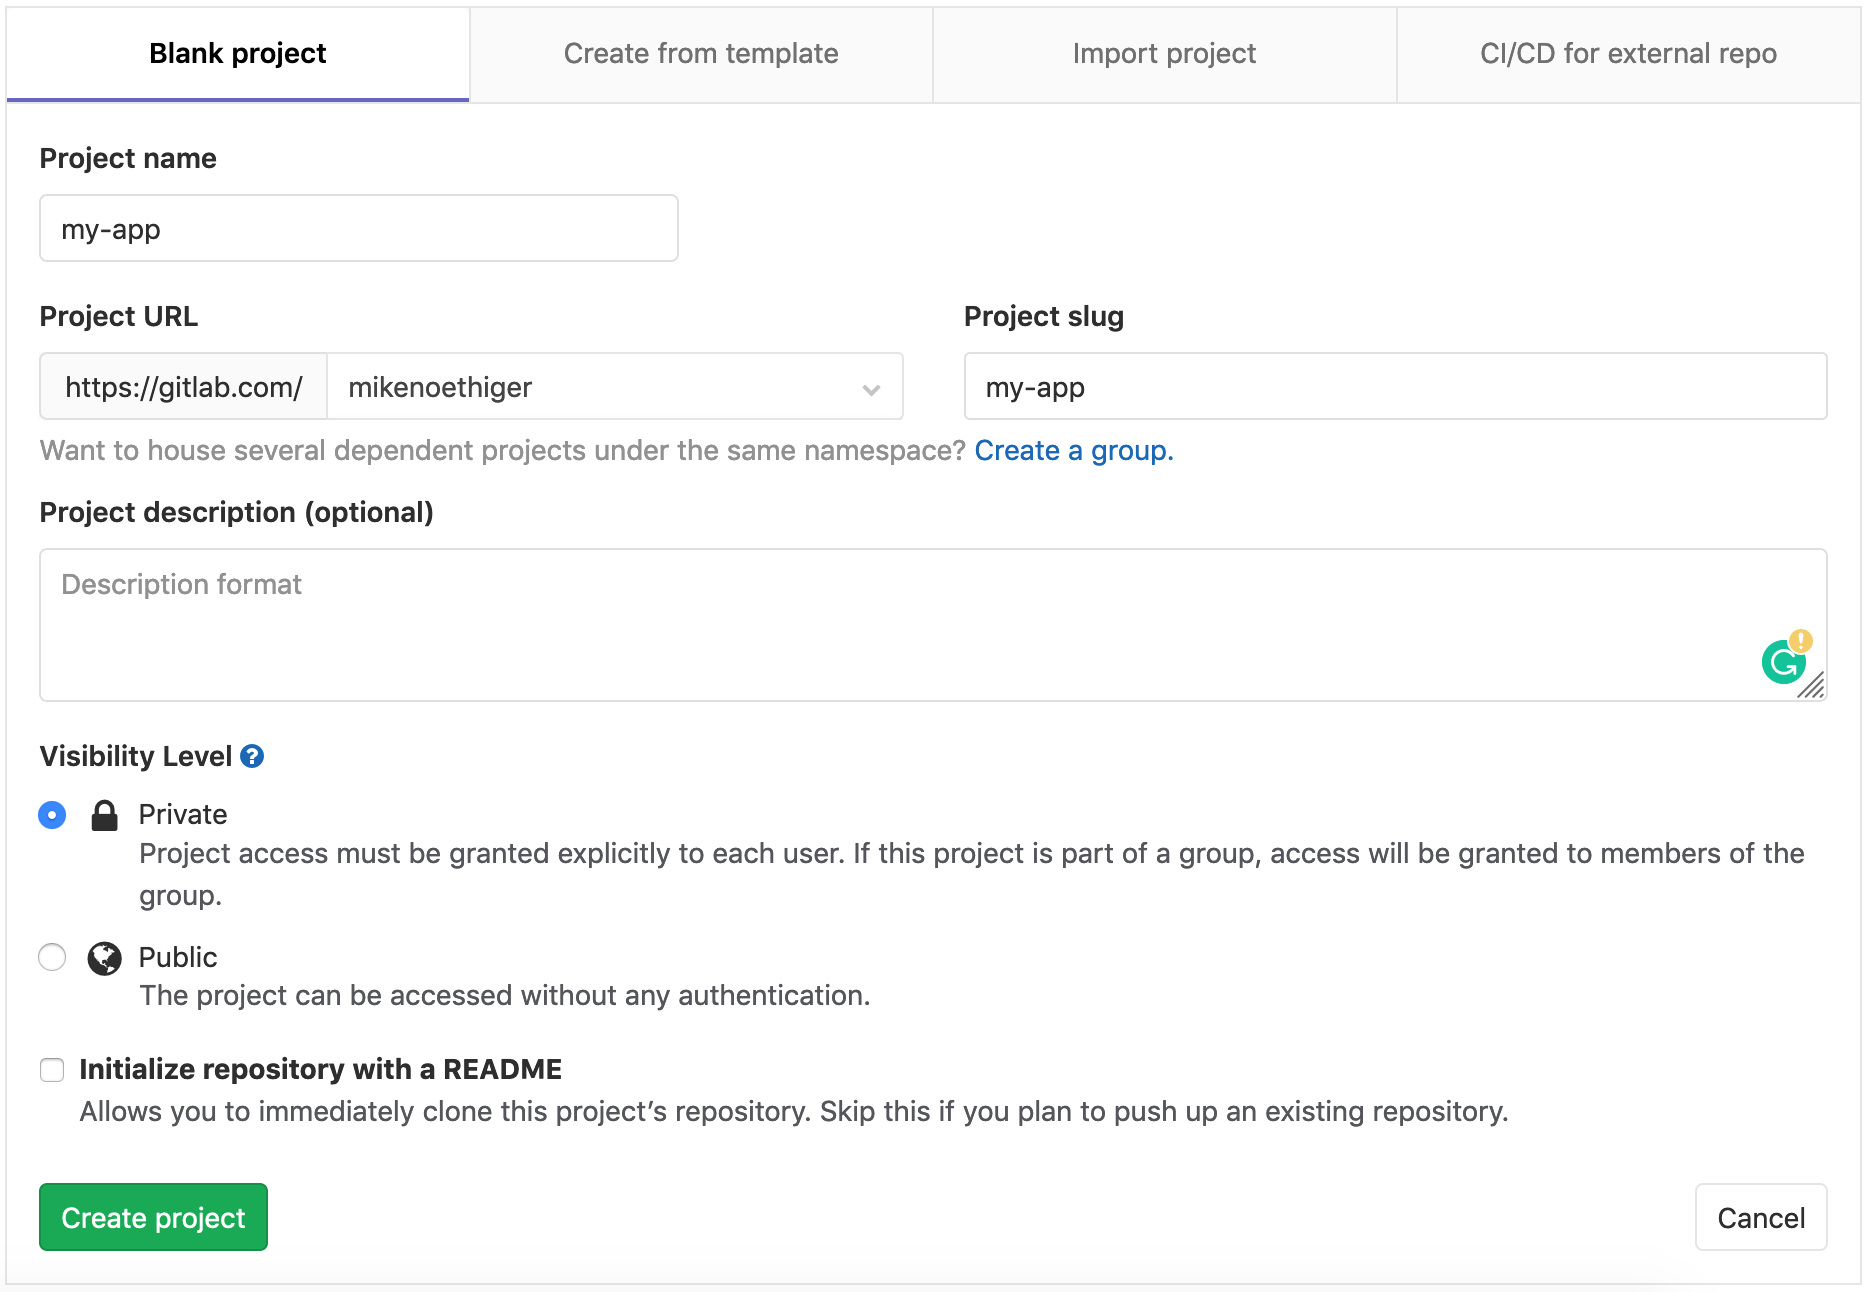 Blank project
Create from template
Import project
CI/CD for external repo
Project name
my-app
Project URL
Project slug
https://gitlab.com/
mikenoethiger
my-app
Want to house several dependent projects under the same namespace? Create a group.
Project description (optional)
Description format
Visibility Level ?
Private
Project access must be granted explicitly to each user. If this project is part of a group, access will be granted to members of the
group.
Public
The project can be accessed without any authentication.
Initialize repository with a README
Allows you to immediately clone this project’s repository. Skip this if you plan to push up an existing repository.
Create project
Cancel